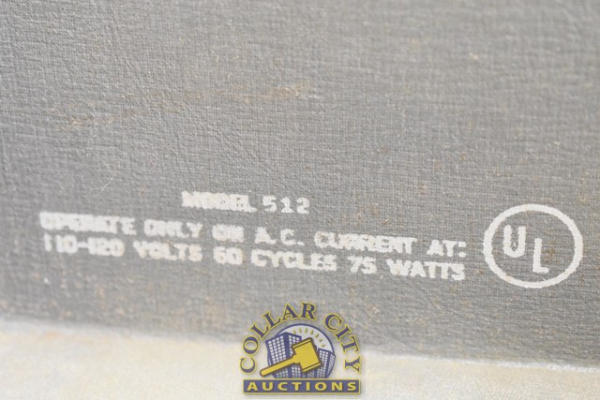 MODEL 512
OPERATE ONLY ON A.C. CURRENT AT:
110-120 VOLTS 60 CYCLES 75 WATTS
UL
COLLAR CITY
AUCTIONS